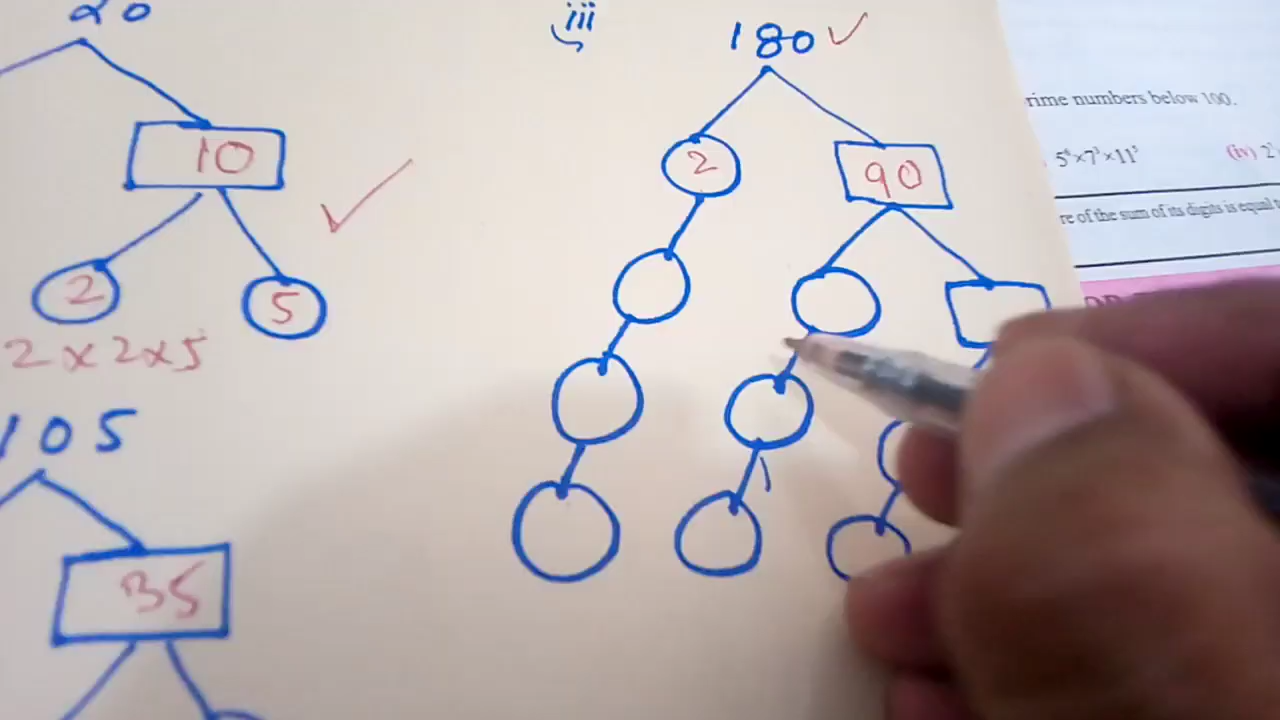 20
10
2
5
2 x 2 x 5
105
35
iii
180
2
90
rime numbers below 100.
5⁶×7³×11⁵
(iv) 2
re of the sum of its digits is equal t